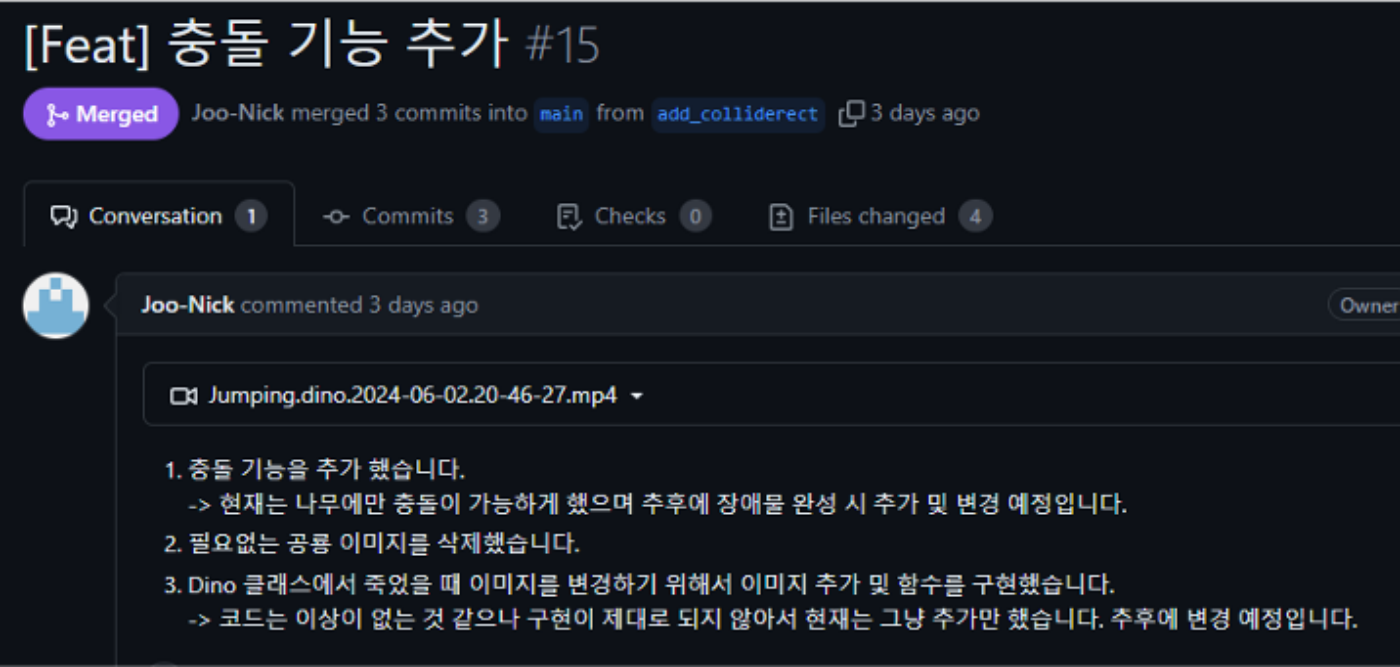 [Feat] 충돌 기능 추가 #15
Merged Joo-Nick merged 3 commits into main from add_colliderect 3 days ago
Conversation 1 Commits 3 Checks 0 Files changed 4
Joo-Nick commented 3 days ago Owner
Jumping.dino.2024-06-02.20-46-27.mp4
1. 충돌 기능을 추가 했습니다.
-> 현재는 나무에만 충돌이 가능하게 했으며 추후에 장애물 완성 시 추가 및 변경 예정입니다.
2. 필요없는 공룡 이미지를 삭제했습니다.
3. Dino 클래스에서 죽었을 때 이미지를 변경하기 위해서 이미지 추가 및 함수를 구현했습니다.
-> 코드는 이상이 없는 것 같으나 구현이 제대로 되지 않아서 현재는 그냥 추가만 했습니다. 추후에 변경 예정입니다.